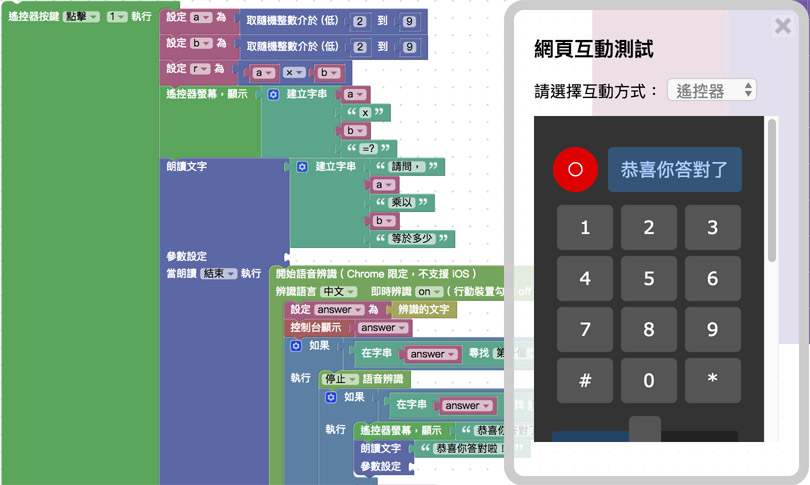 遙控器按鍵 點擊 1 執行
設定 a 為 取隨機整數介於 (低) 2 到 9
設定 b 為 取隨機整數介於 (低) 2 到 9
設定 r 為 a × b
遙控器螢幕,顯示 建立字串 a
“ x ”
b
“ =? ”
朗讀文字 建立字串 “ 請問, ”
a
“ 乘以 ”
b
“ 等於多少 ”
參數設定
當朗讀 結束 執行 開始語音辨識 ( Chrome 限定,不支援 iOS )
辨識語言 中文 即時辨識 on ( 行動裝置勾 off
設定 answer 為 辨識的文字
控制台顯示 answer
如果 在字串 answer 尋找
執行 停止 語音辨識
如果 在字串 answer
執行 遙控器螢幕,顯示 “ 恭喜你答對了
朗讀文字 “ 恭喜你答對啦!
參數設定
×
網頁互動測試
請選擇互動方式: 遙控器
恭喜你答對了
1 2 3
4 5 6
7 8 9
# 0 *